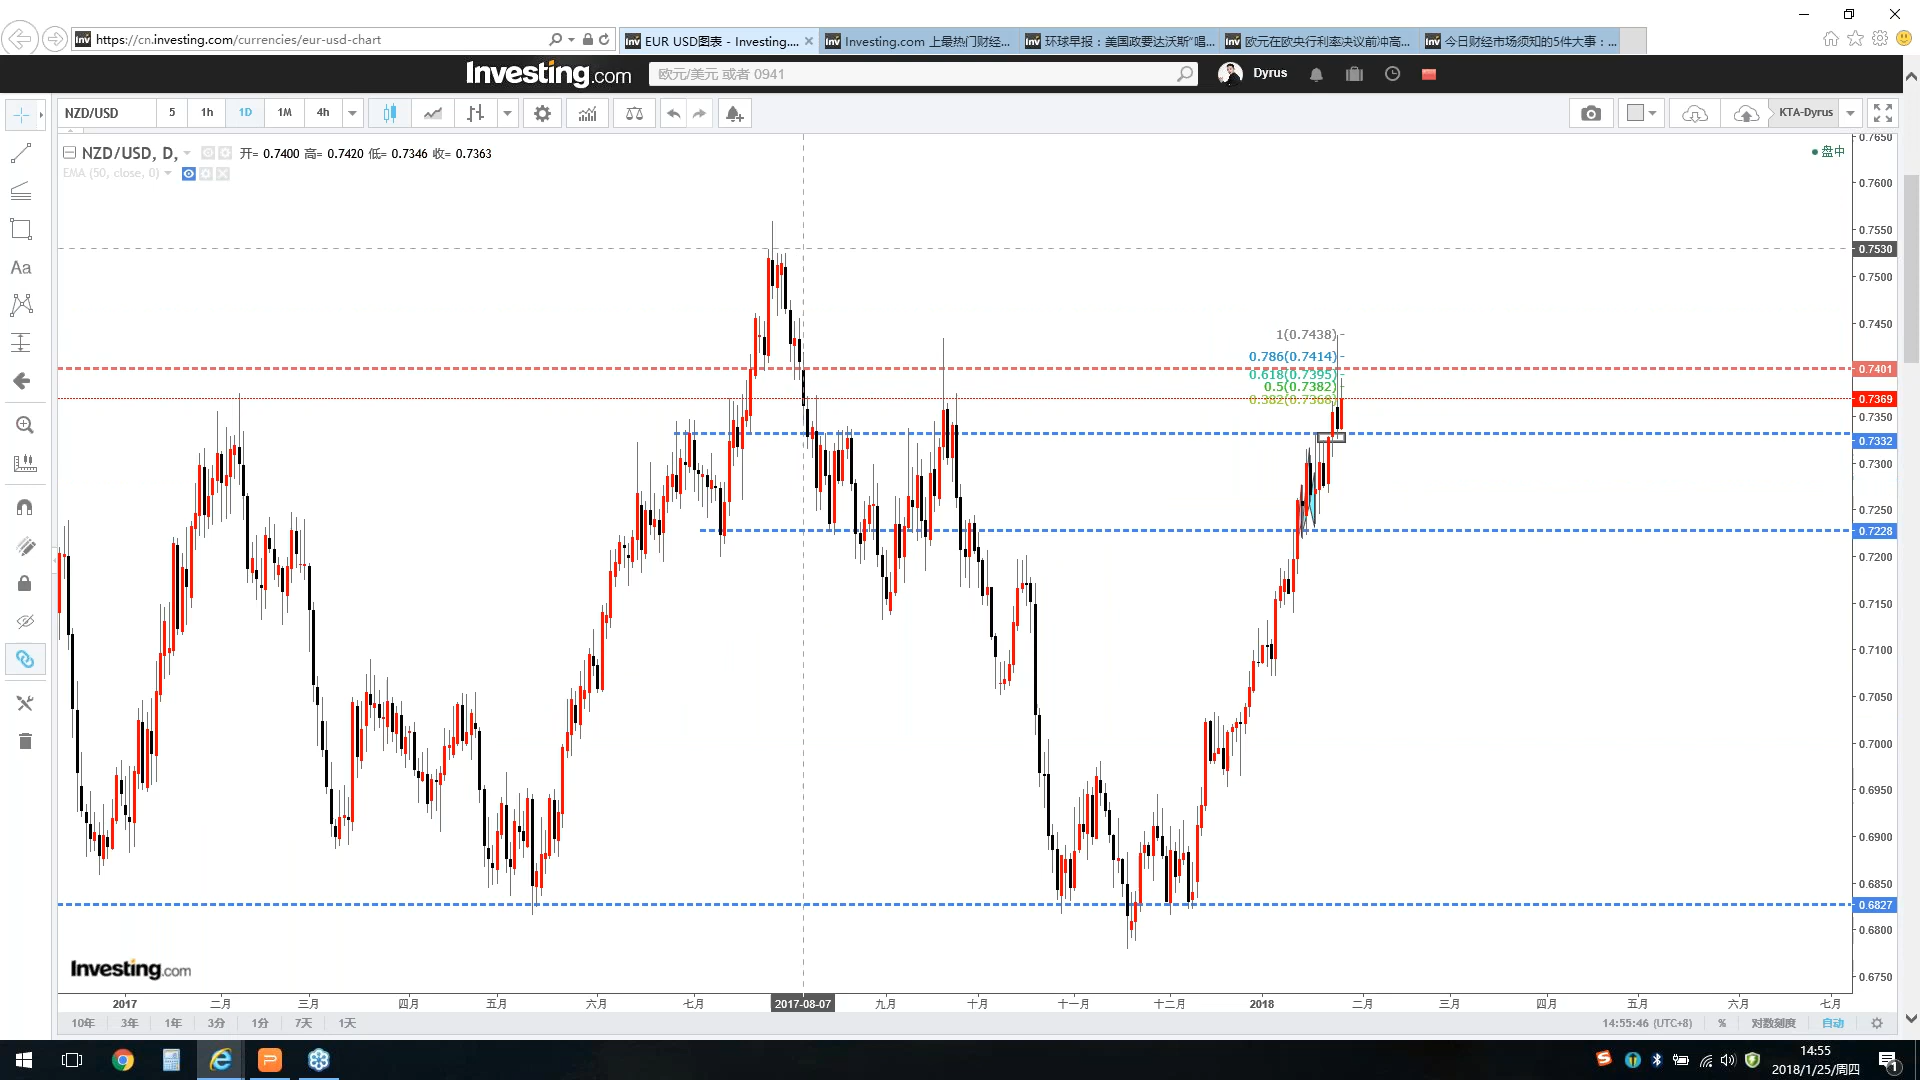 https://cn.investing.com/currencies/eur-usd-chart
EUR USD图表 - Investing....
Investing.com 上最热门财经...
环球早报：美国政要达沃斯“唱...
欧元在欧央行利率决议前冲高...
今日财经市场须知的5件大事：...
Investing.com
欧元/美元 或者 0941
Dyrus
NZD/USD
5
1h
1D
1M
4h
KTA-Dyrus
NZD/USD, D,
开= 0.7400 高= 0.7420 低= 0.7346 收= 0.7363
盘中
EMA (50, close, 0)
Aa
1(0.7438)
0.786(0.7414)
0.618(0.7395)
0.5(0.7382)
0.382(0.7368)
0.7650
0.7600
0.7550
0.7530
0.7500
0.7450
0.7401
0.7369
0.7350
0.7332
0.7300
0.7250
0.7228
0.7200
0.7150
0.7100
0.7050
0.7000
0.6950
0.6900
0.6850
0.6827
0.6800
0.6750
Investing.com
2017
二月
三月
四月
五月
六月
七月
2017-08-07
九月
十月
十一月
十二月
2018
二月
三月
四月
五月
六月
七月
10年
3年
1年
3分
1分
7天
1天
14:55:46 (UTC+8)
%
对数刻度
自动
14:55
2018/1/25/周四
1